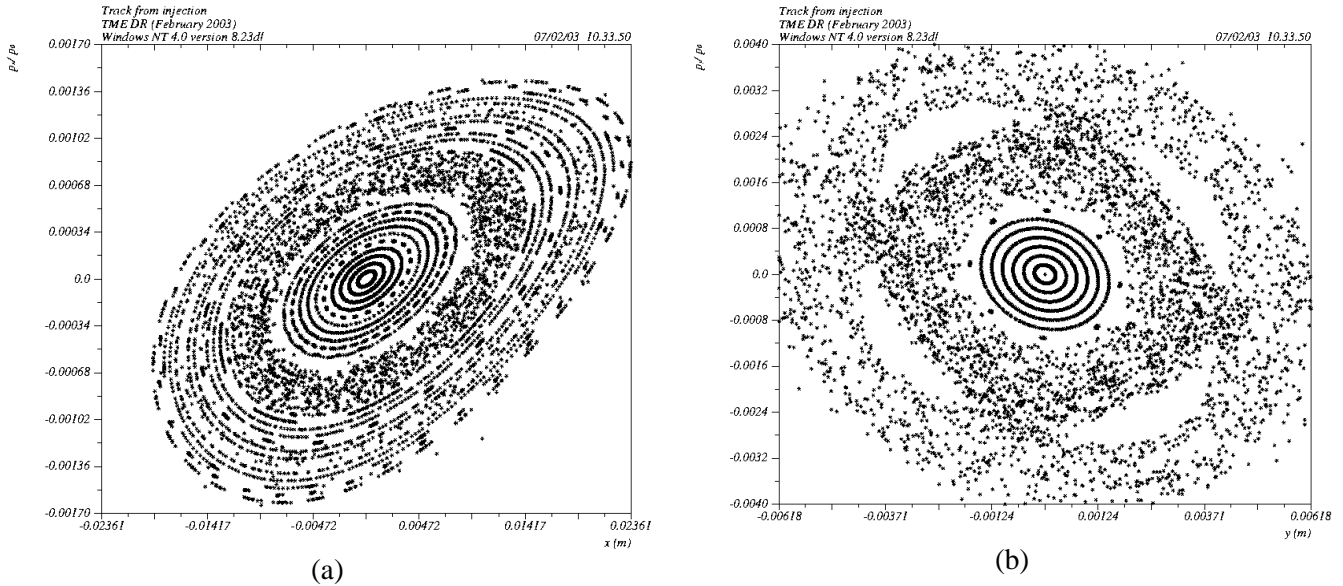 Track from injection
TME DR (February 2003)
Windows NT 4.0 version 8.23dl 07/02/03 10.33.50
0.00170
0.00136
0.00102
0.00068
0.00034
0.0
-0.00034
-0.00068
-0.00102
-0.00136
-0.00170
-0.02361 -0.01417 -0.00472 0.00472 0.01417 0.02361
x (m)
(a)
Track from injection
TME DR (February 2003)
Windows NT 4.0 version 8.23dl 07/02/03 10.33.50
0.0040
0.0032
0.0024
0.0016
0.0008
0.0
-0.0008
-0.0016
-0.0024
-0.0032
-0.0040
-0.00618 -0.00371 -0.00124 0.00124 0.00371 0.00618
y (m)
(b)